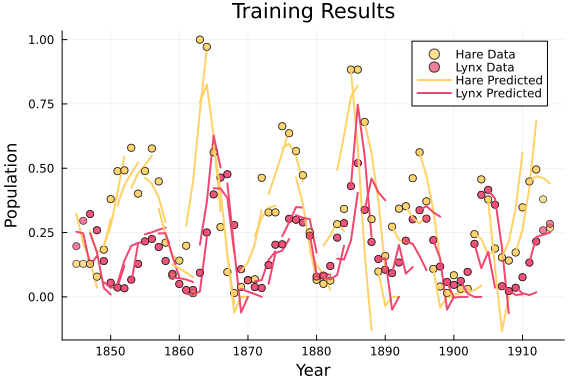 Training Results
1.00
0.75
0.50
0.25
0.00
Population
Hare Data
Lynx Data
Hare Predicted
Lynx Predicted
1850
1860
1870
1880
1890
1900
1910
Year